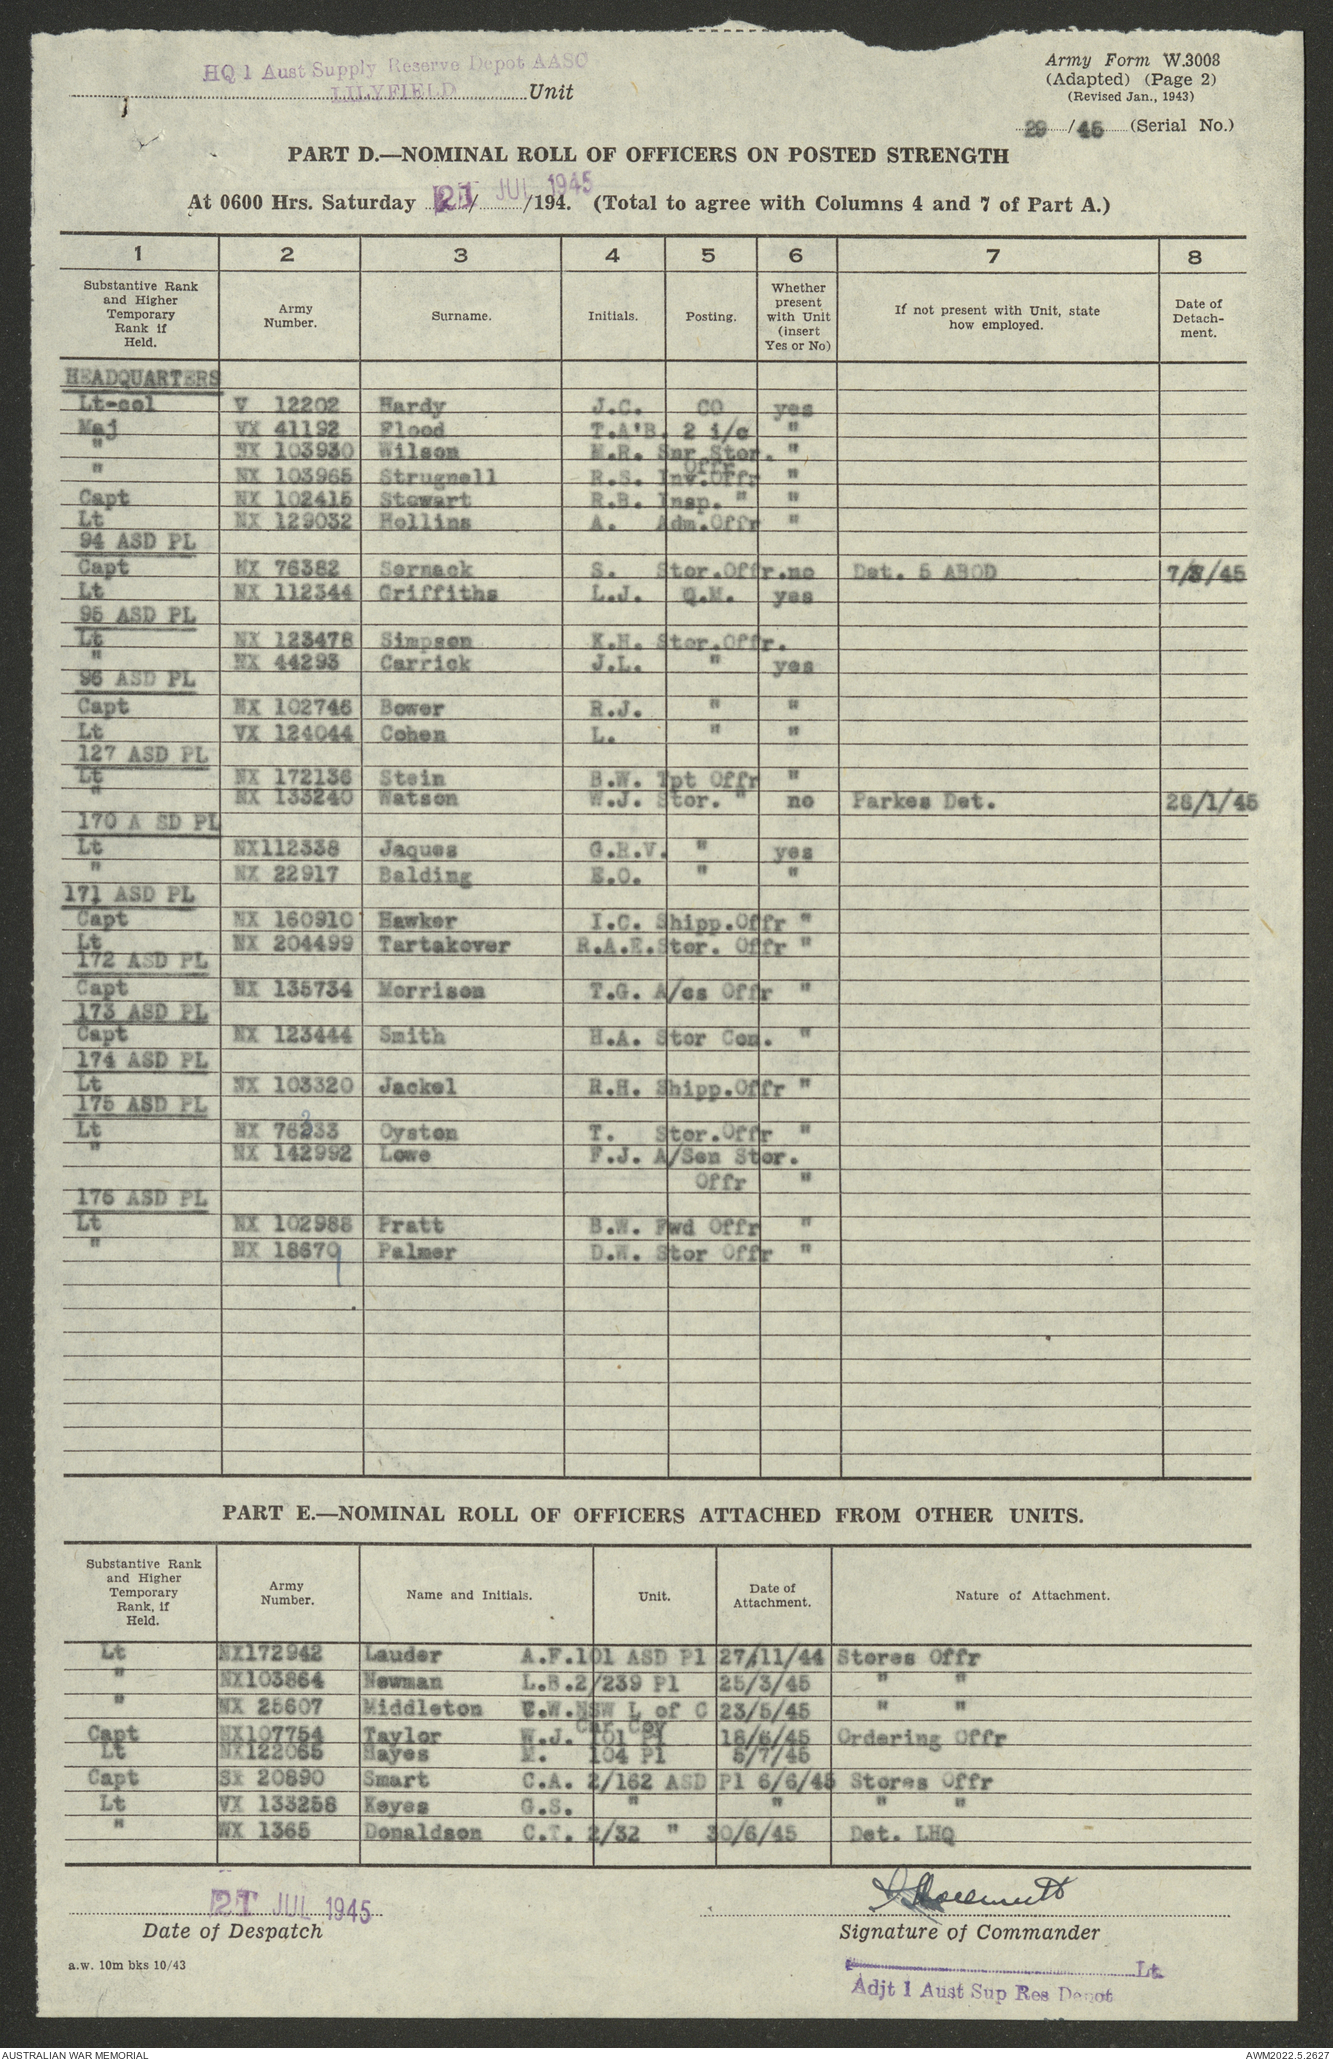 HQ 1 Aust Supply Reserve Depot AASC
LILYFIELD Unit
Army Form W.3008
(Adapted) (Page 2)
(Revised Jan., 1943)
29/45 (Serial No.)
PART D.—NOMINAL ROLL OF OFFICERS ON POSTED STRENGTH
At 0600 Hrs. Saturday 21 JUL 1945 / /194. (Total to agree with Columns 4 and 7 of Part A.)
1 2 3 4 5 6 7 8
Substantive Rank and Higher Temporary Rank if Held. Army Number. Surname. Initials. Posting. Whether present with Unit (insert Yes or No) If not present with Unit, state how employed. Date of Detach-ment.
HEADQUARTERS
Lt-col V 12202 Hardy J.C. CO yes
Maj VX 41192 Flood T.A'B. 2 i/c "
" NX 103930 Wilson M.R. Snr Stor. Offr "
" NX 103965 Strugnell R.S. Inv.Offr "
Capt NX 102415 Stewart R.B. Insp. " "
Lt NX 129032 Hollins A. Adm.Offr "
94 ASD PL
Capt NX 76382 Sernack S. Stor.Offr. no Det. 5 ABOD 7/3/45
Lt NX 112344 Griffiths L.J. Q.M. yes
95 ASD PL
Lt NX 123478 Simpson K.H. Stor.Offr.
" NX 44293 Carrick J.L. " yes
96 ASD PL
Capt NX 102746 Bower R.J. " "
Lt VX 124044 Cohen L. " "
127 ASD PL
Lt NX 172136 Stein B.W. Tpt Offr "
" NX 133240 Watson W.J. Stor. " no Parkes Det. 28/1/45
170 A SD PL
Lt NX112338 Jaques G.R.V. " yes
" NX 22917 Balding E.O. " "
171 ASD PL
Capt NX 160910 Hawker I.C. Shipp.Offr "
Lt NX 204499 Tartakover R.A.E. Stor. Offr "
172 ASD PL
Capt NX 135734 Morrison T.G. A/cs Offr "
173 ASD PL
Capt NX 123444 Smith H.A. Stor Con. "
174 ASD PL
Lt NX 103320 Jackel R.H. Shipp.Offr "
175 ASD PL
Lt NX 76233 Oyston T. Stor.Offr "
" NX 142992 Lowe F.J. A/Sen Stor.
Offr "
176 ASD PL
Lt NX 102988 Pratt B.W. Fwd Offr "
" NX 18679 Palmer D.W. Stor Offr "
PART E.—NOMINAL ROLL OF OFFICERS ATTACHED FROM OTHER UNITS.
Substantive Rank and Higher Temporary Rank, if Held. Army Number. Name and Initials. Unit. Date of Attachment. Nature of Attachment.
Lt NX172942 Lauder A.F. 101 ASD Pl 27/11/44 Stores Offr
" NX103864 Newman L.B. 2/239 Pl 25/3/45 " "
" WX 25607 Middleton E.W. NSW L of C Car Coy 23/5/45 " "
Capt NX107754 Taylor W.J. 101 Pl 18/6/45 Ordering Offr
Lt NX122065 Hayes M. 104 Pl 5/7/45
Capt SX 20890 Smart C.A. 2/162 ASD Pl 6/6/45 Stores Offr
Lt VX 133258 Keyes G.S. " " " "
" WX 1365 Donaldson C.T. 2/32 " 30/6/45 Det. LHQ
21 JUL 1945
Date of Despatch
Signature of Commander
a.w. 10m bks 10/43
Lt
Adjt 1 Aust Sup Res Depot
AUSTRALIAN WAR MEMORIAL
AWM2022.5.2627